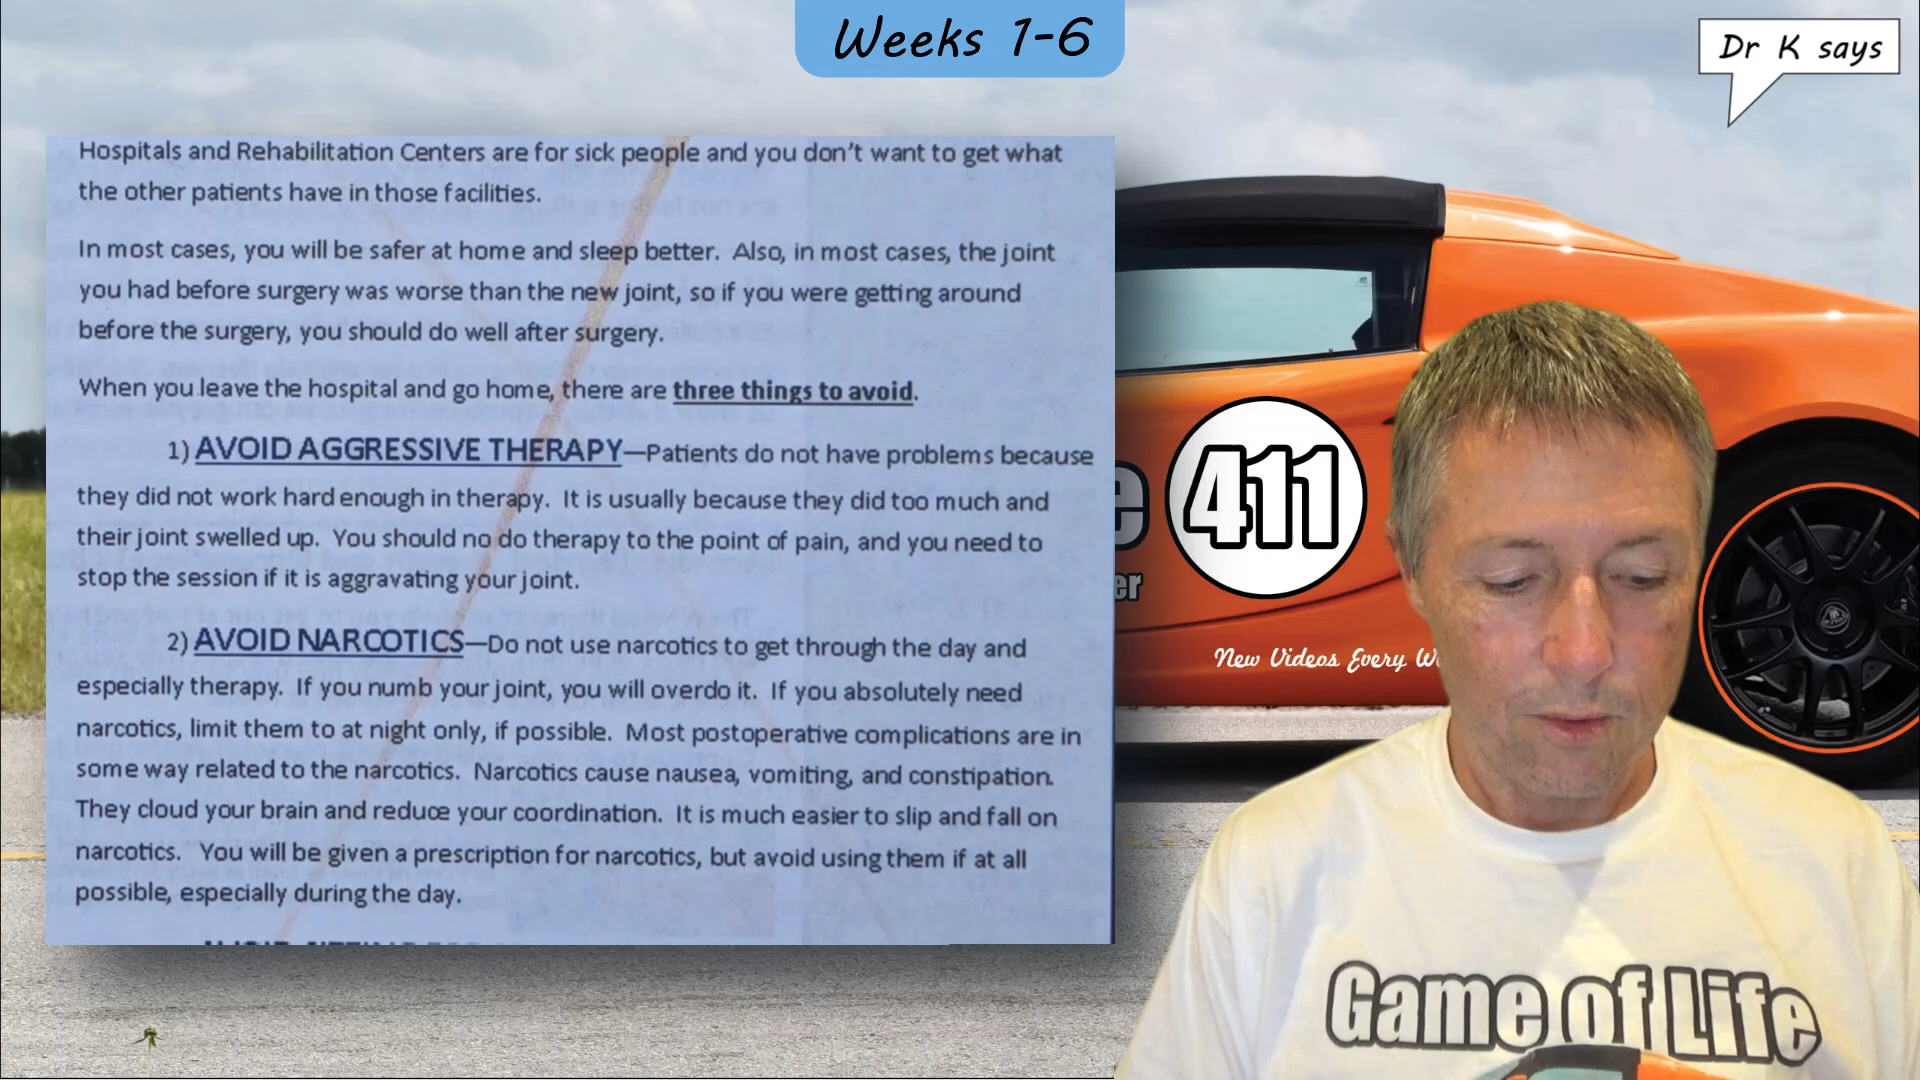 Weeks 1-6
Dr K says
Hospitals and Rehabilitation Centers are for sick people and you don't want to get what
the other patients have in those facilities.
In most cases, you will be safer at home and sleep better. Also, in most cases, the joint
you had before surgery was worse than the new joint, so if you were getting around
before the surgery, you should do well after surgery.
When you leave the hospital and go home, there are three things to avoid.
1) AVOID AGGRESSIVE THERAPY—Patients do not have problems because
they did not work hard enough in therapy. It is usually because they did too much and
their joint swelled up. You should no do therapy to the point of pain, and you need to
stop the session if it is aggravating your joint.
2) AVOID NARCOTICS—Do not use narcotics to get through the day and
especially therapy. If you numb your joint, you will overdo it. If you absolutely need
narcotics, limit them to at night only, if possible. Most postoperative complications are in
some way related to the narcotics. Narcotics cause nausea, vomiting, and constipation.
They cloud your brain and reduce your coordination. It is much easier to slip and fall on
narcotics. You will be given a prescription for narcotics, but avoid using them if at all
possible, especially during the day.
e 411
er
New Videos Every W
Game of Life